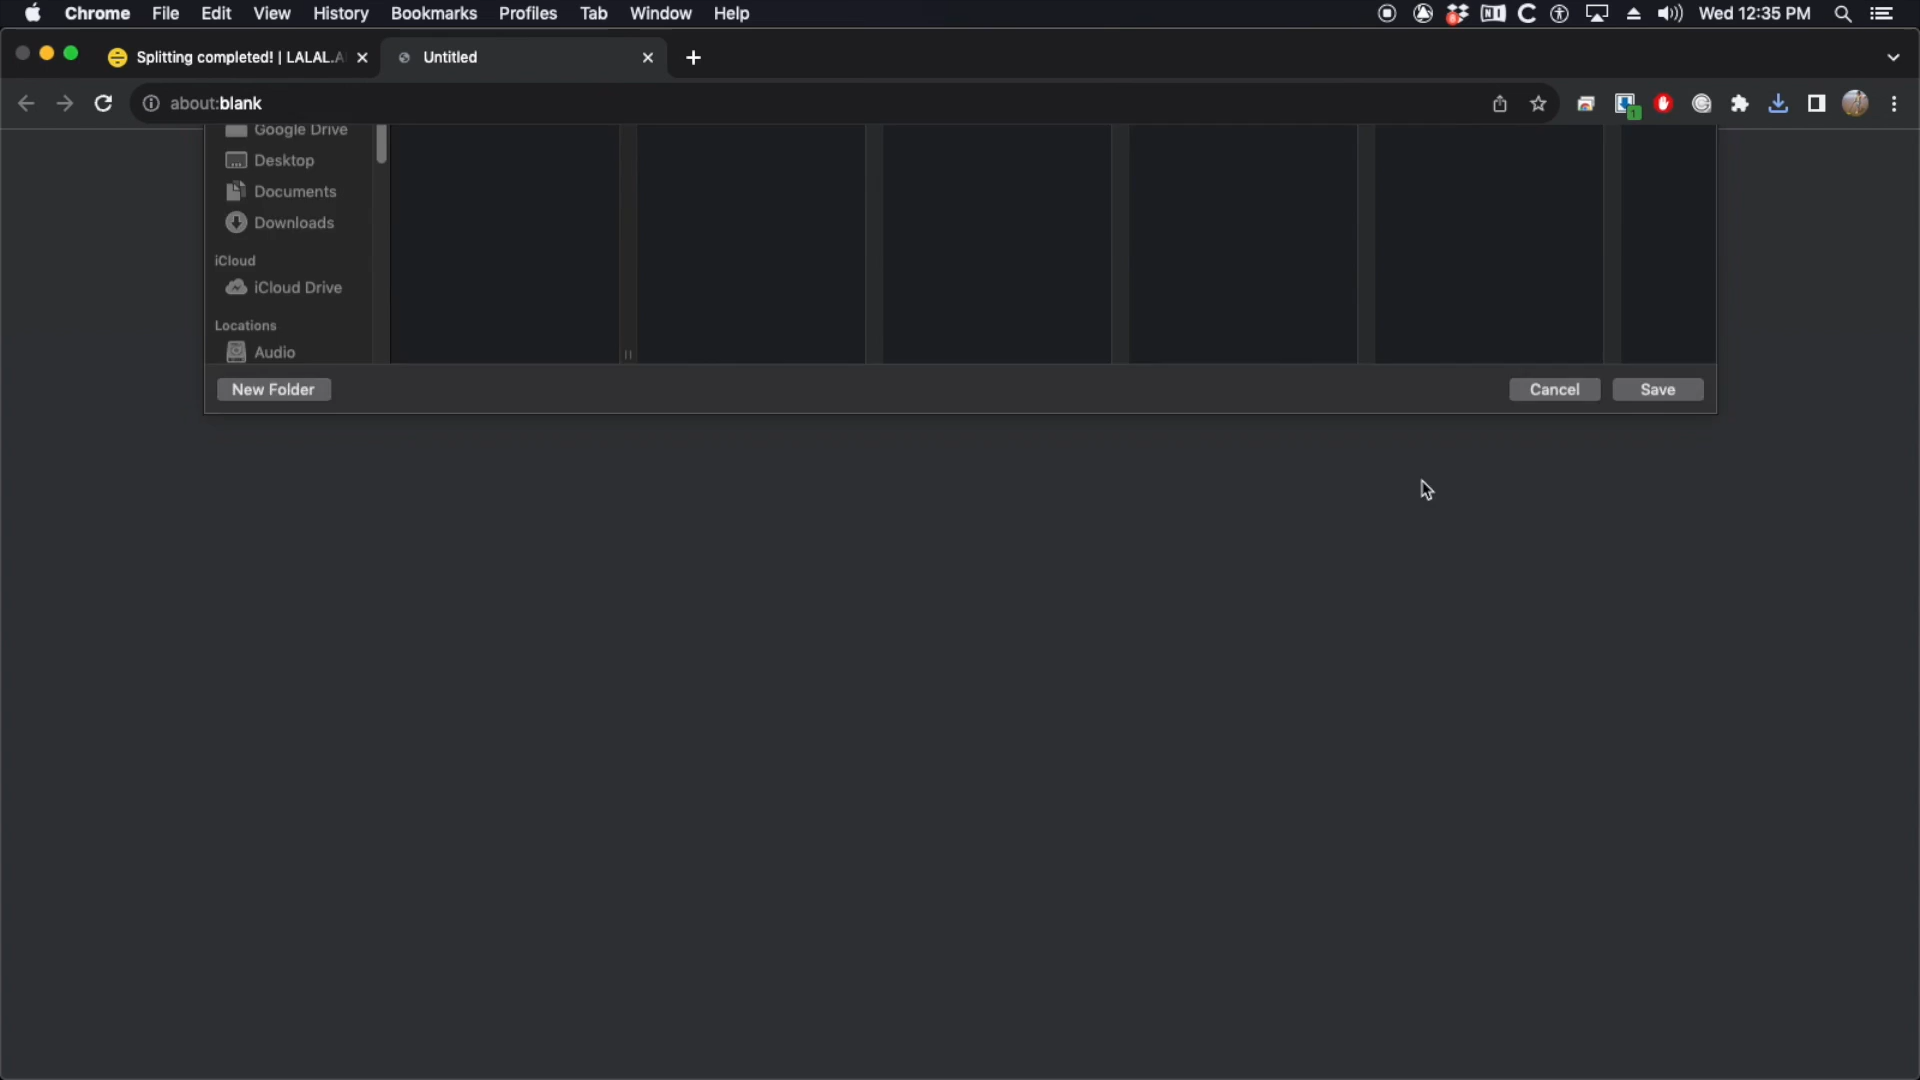 Chrome File Edit View History Bookmarks Profiles Tab Window Help Wed 12:35 PM
Splitting completed! | LALAL.A Untitled
about:blank
1
Google Drive
Desktop
Documents
Downloads
iCloud
iCloud Drive
Locations
Audio
New Folder Cancel Save